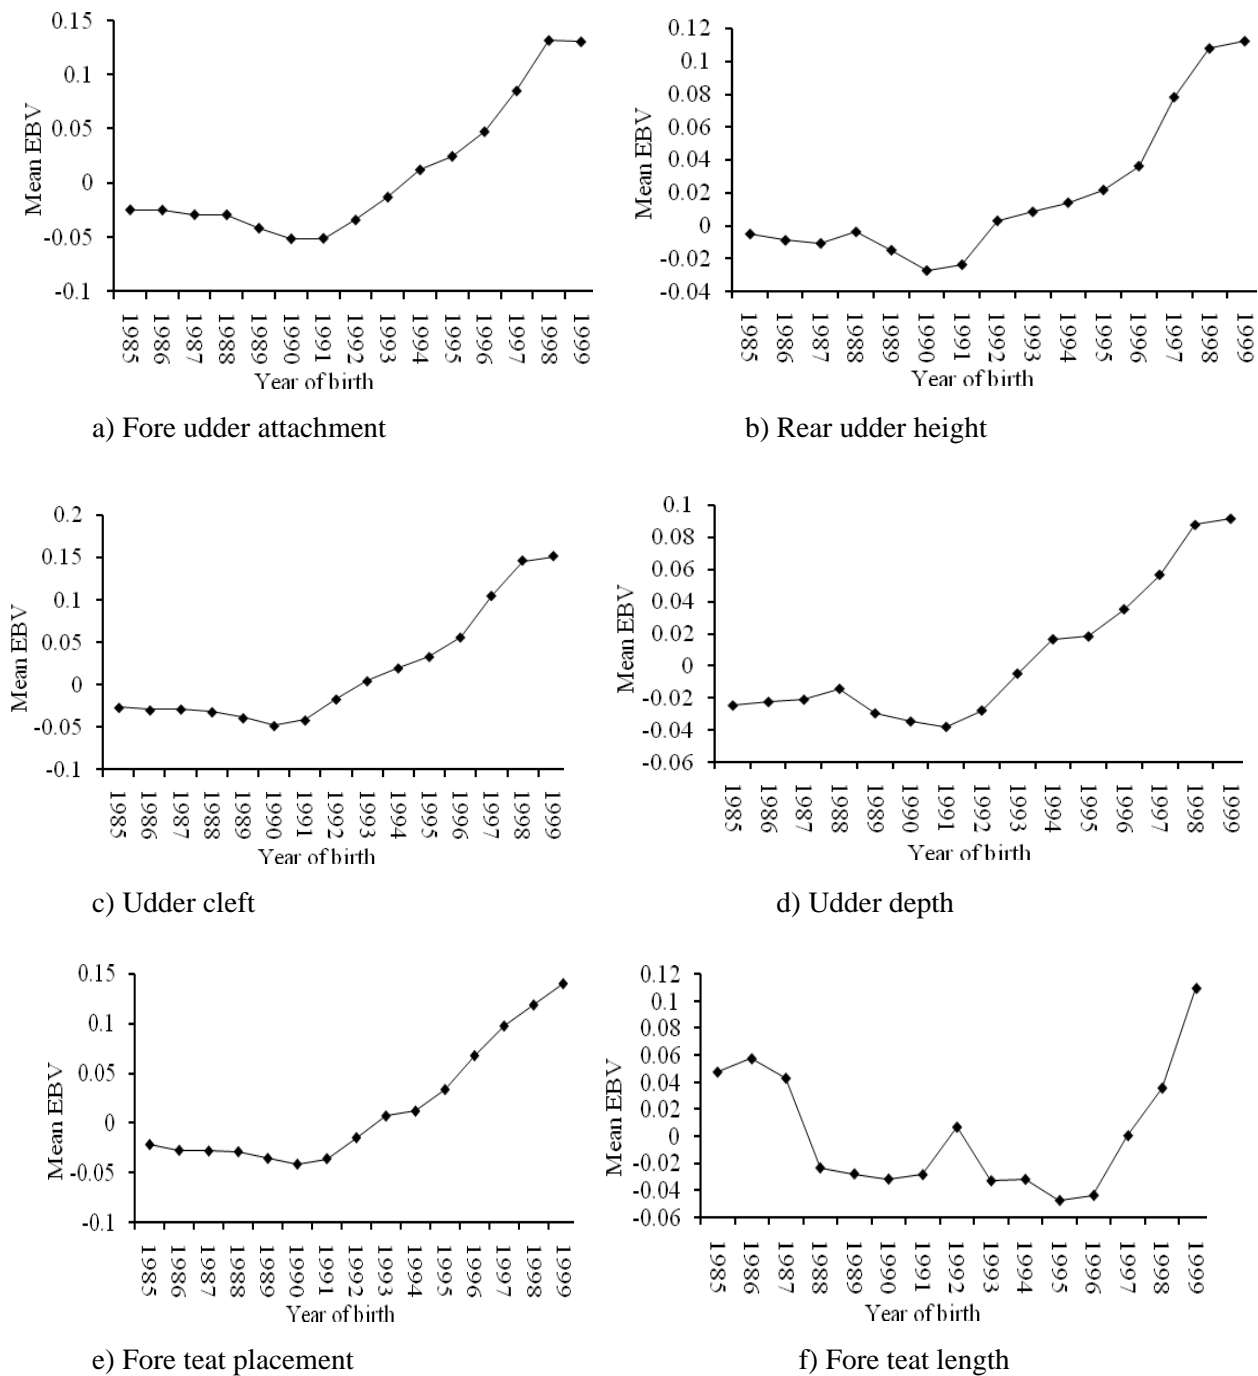 0.15
0.1
0.05
0
-0.05
-0.1
Mean EBV
1985 1986 1987 1988 1989 1990 1991 1992 1993 1994 1995 1996 1997 1998 1999
Year of birth
a) Fore udder attachment
0.12
0.1
0.08
0.06
0.04
0.02
0
-0.02
-0.04
Mean EBV
1985 1986 1987 1988 1989 1990 1991 1992 1993 1994 1995 1996 1997 1998 1999
Year of birth
b) Rear udder height
0.2
0.15
0.1
0.05
0
-0.05
-0.1
Mean EBV
1985 1986 1987 1988 1989 1990 1991 1992 1993 1994 1995 1996 1997 1998 1999
Year of birth
c) Udder cleft
0.1
0.08
0.06
0.04
0.02
0
-0.02
-0.04
-0.06
Mean EBV
1985 1986 1987 1988 1989 1990 1991 1992 1993 1994 1995 1996 1997 1998 1999
Year of birth
d) Udder depth
0.15
0.1
0.05
0
-0.05
-0.1
Mean EBV
1985 1986 1987 1988 1989 1990 1991 1992 1993 1994 1995 1996 1997 1998 1999
Year of birth
e) Fore teat placement
0.12
0.1
0.08
0.06
0.04
0.02
0
-0.02
-0.04
-0.06
Mean EBV
1985 1986 1987 1988 1989 1990 1991 1992 1993 1994 1995 1996 1997 1998 1999
Year of birth
f) Fore teat length